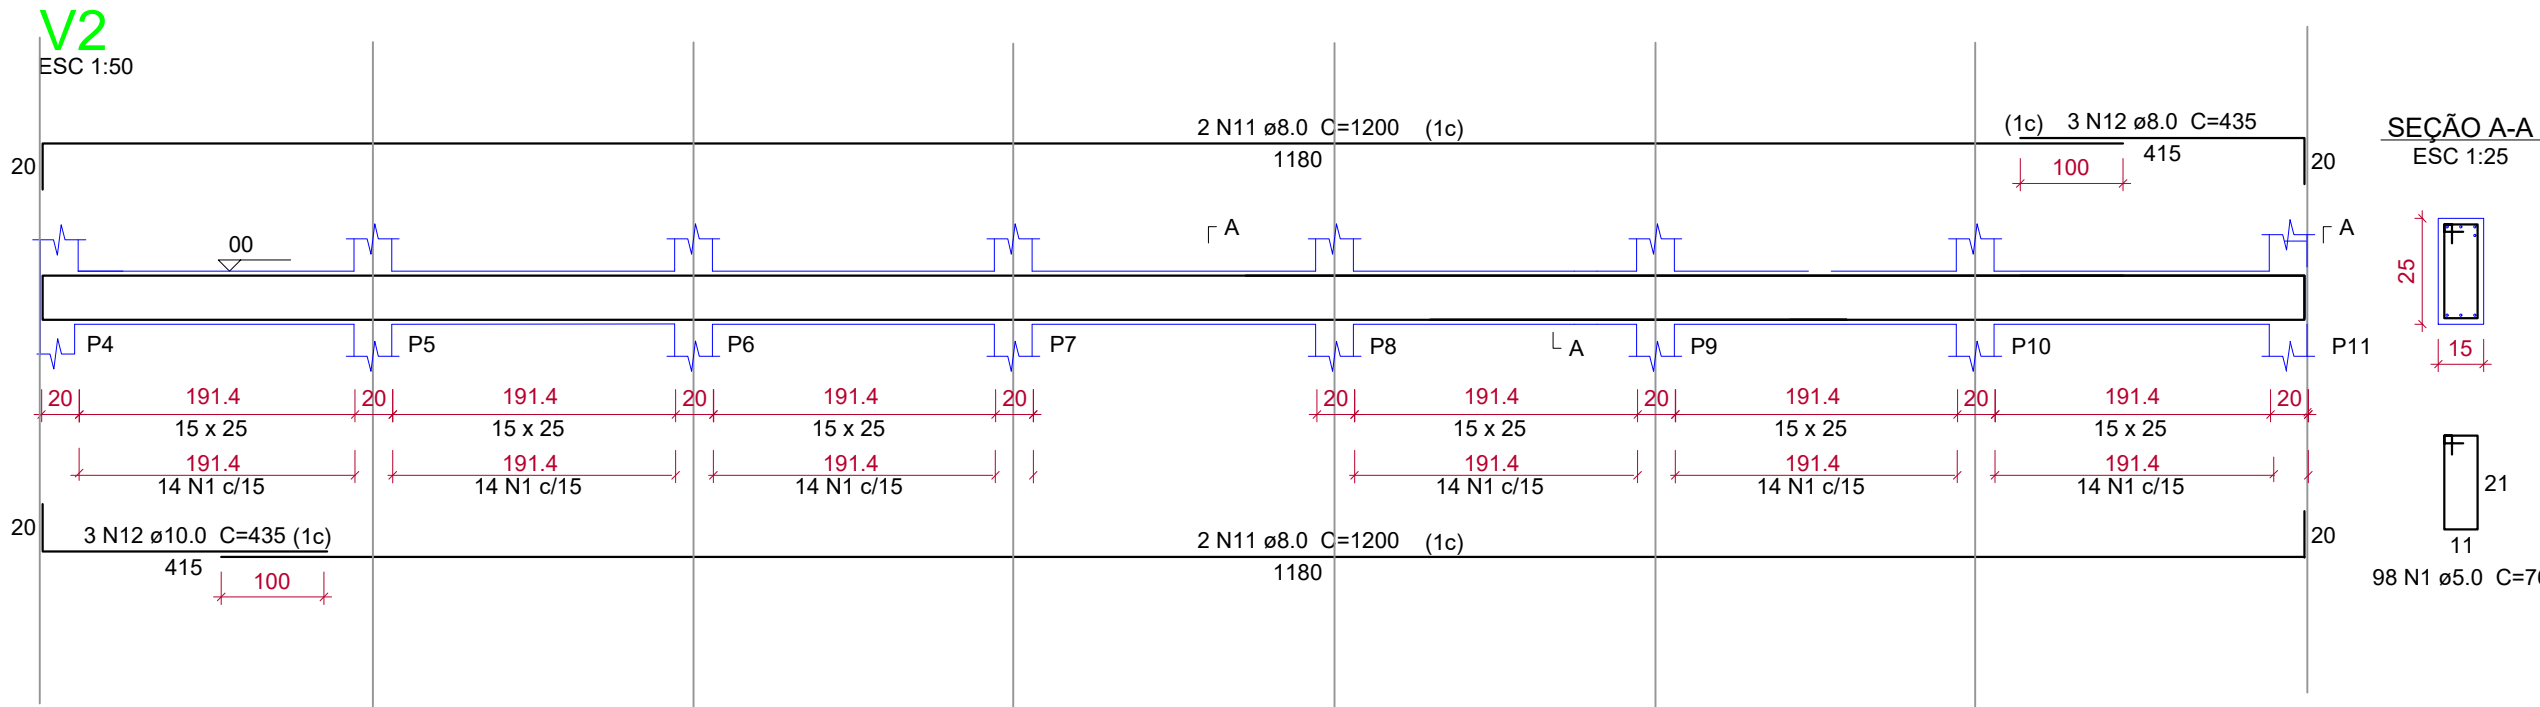 V2
ESC 1:50
2 N11 ø8.0 C=1200 (1c)
1180
(1c) 3 N12 ø8.0 C=435
415
100
20
20
SEÇÃO A-A
ESC 1:25
00
A
A
25
15
P4 P5 P6 P7 P8 A P9 P10 P11
20 191.4 20 191.4 20 191.4 20 20 191.4 20 191.4 20 191.4 20
15 x 25 15 x 25 15 x 25 15 x 25 15 x 25 15 x 25
191.4 191.4 191.4 191.4 191.4 191.4
14 N1 c/15 14 N1 c/15 14 N1 c/15 14 N1 c/15 14 N1 c/15 14 N1 c/15
21
11
98 N1 ø5.0 C=7
20
3 N12 ø10.0 C=435 (1c)
415
100
2 N11 ø8.0 C=1200 (1c)
1180
20